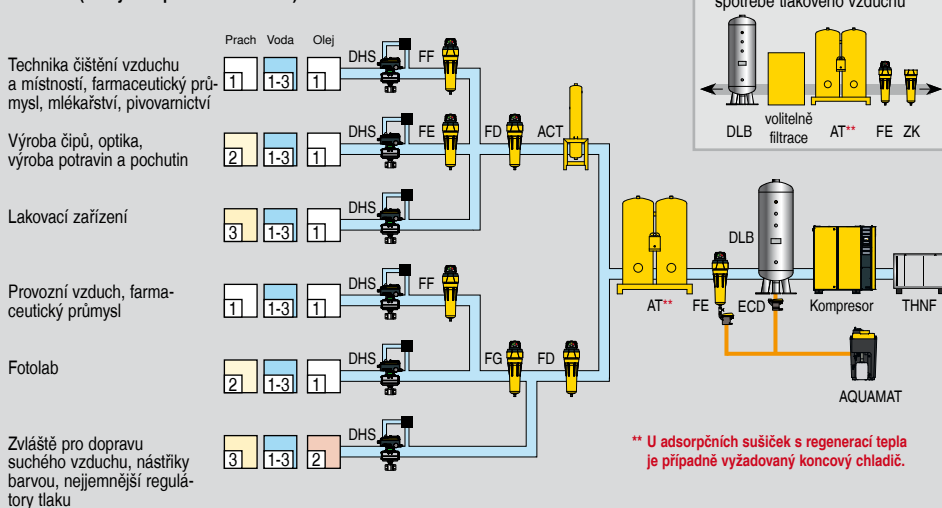 spotřebě tlakového vzduchu
DLB
volitelně
filtrace
AT**
FE
ZK
Prach Voda Olej
Technika čištění vzduchu
a místností, farmaceutický prů-
mysl, mlékařství, pivovarnictví
1 1-3 1
DHS
FF
Výroba čipů, optika,
výroba potravin a pochutin
2 1-3 1
DHS
FE
FD
ACT
Lakovací zařízení
3 1-3 1
DHS
Provozní vzduch, farma-
ceutický průmysl
1 1-3 1
DHS
FF
Fotolab
2 1-3 1
DHS
FG
FD
Zvláště pro dopravu
suchého vzduchu, nástřiky
barvou, nejjemnější regulá-
tory tlaku
3 1-3 2
DHS
AT**
FE
ECD
DLB
Kompresor
THNF
AQUAMAT
** U adsorpčních sušiček s regenerací tepla
je případně vyžadovaný koncový chladič.